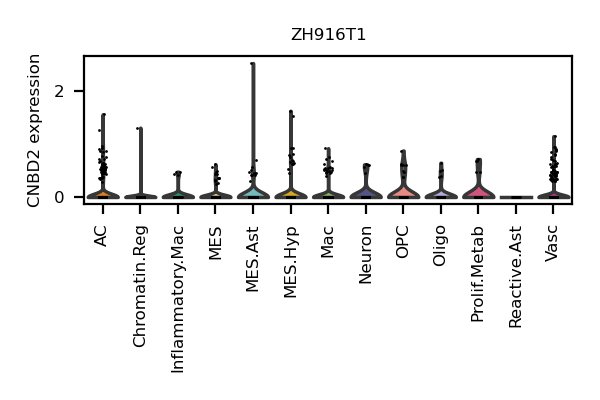 ZH916T1
CNBD2 expression
2
0
AC
Chromatin.Reg
Inflammatory.Mac
MES
MES.Ast
MES.Hyp
Mac
Neuron
OPC
Oligo
Prolif.Metab
Reactive.Ast
Vasc